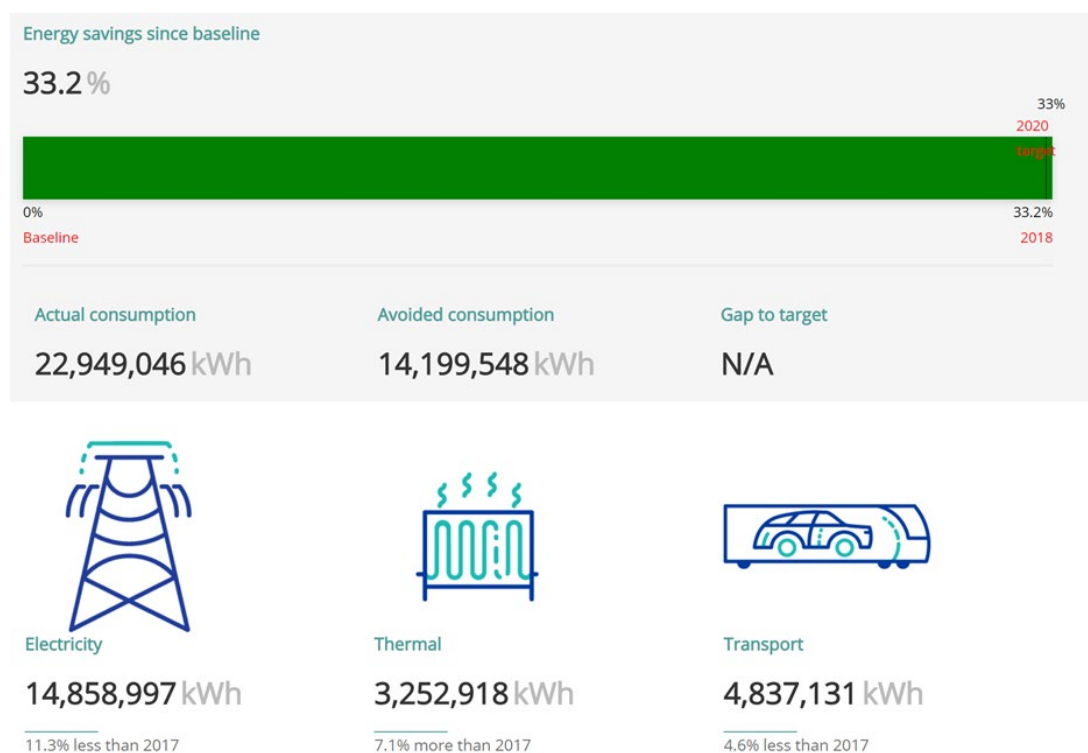 Energy savings since baseline
33.2 %
33%
2020
target
0%
33.2%
Baseline
2018
Actual consumption
Avoided consumption
Gap to target
22,949,046 kWh
14,199,548 kWh
N/A
Electricity
Thermal
Transport
14,858,997 kWh
3,252,918 kWh
4,837,131 kWh
11.3% less than 2017
7.1% more than 2017
4.6% less than 2017